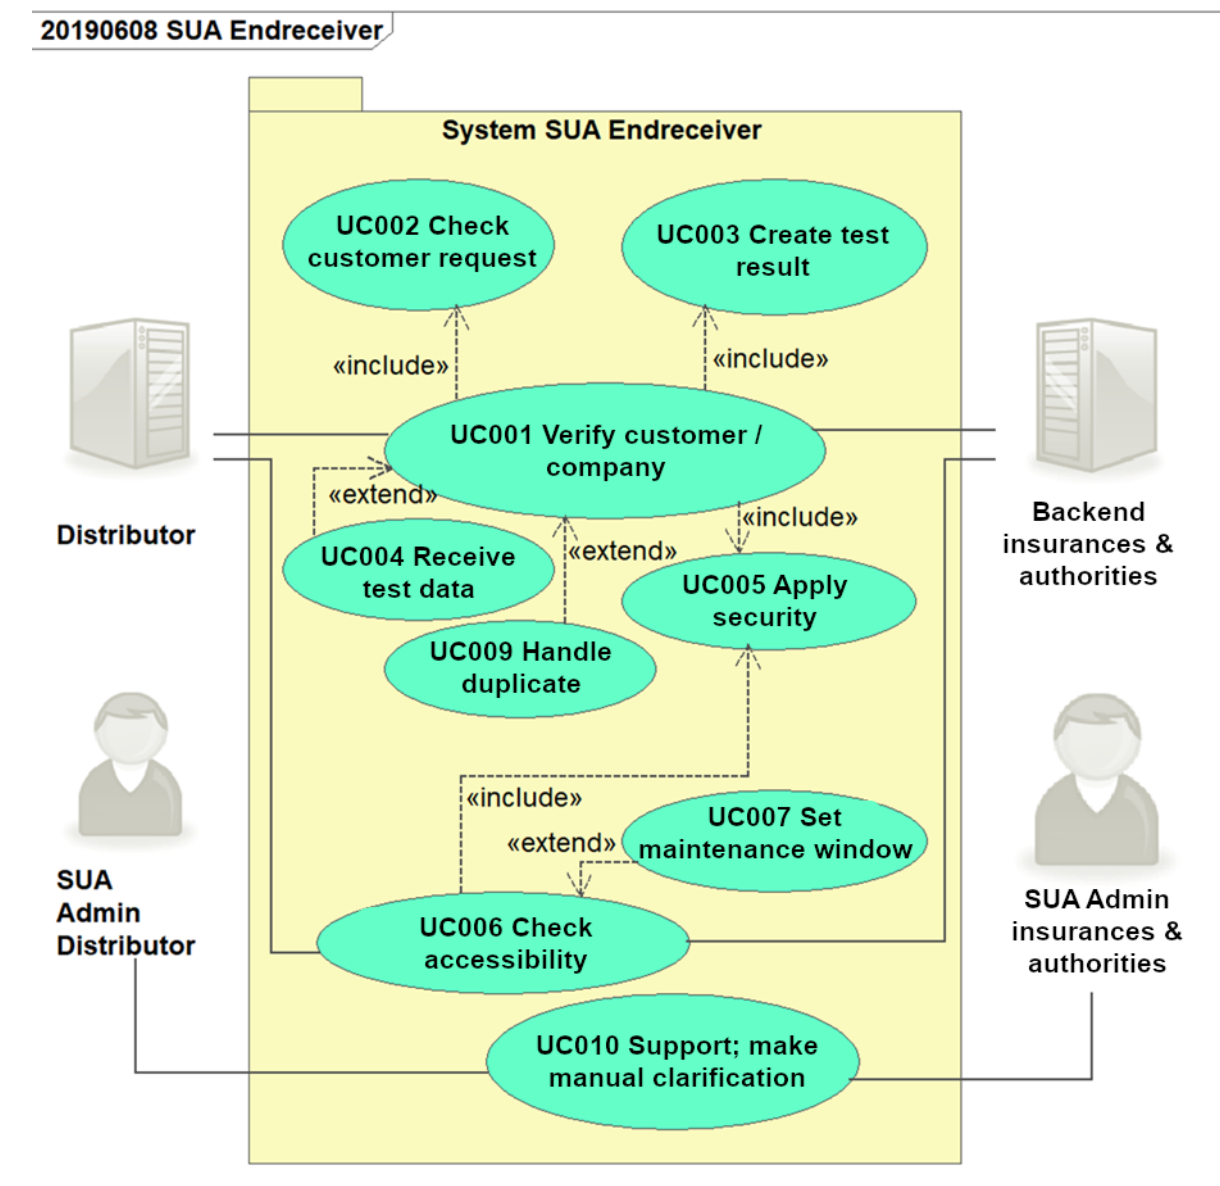 20190608 SUA Endreceiver
System SUA Endreceiver
UC002 Check
customer request
UC003 Create test
result
«include»
«include»
UC001 Verify customer /
company
«extend»
«include»
Distributor
Backend
insurances &
authorities
UC004 Receive
test data
«extend»
UC005 Apply
security
UC009 Handle
duplicate
«include»
UC007 Set
maintenance window
«extend»
SUA
Admin
Distributor
SUA Admin
insurances &
authorities
UC006 Check
accessibility
UC010 Support; make
manual clarification